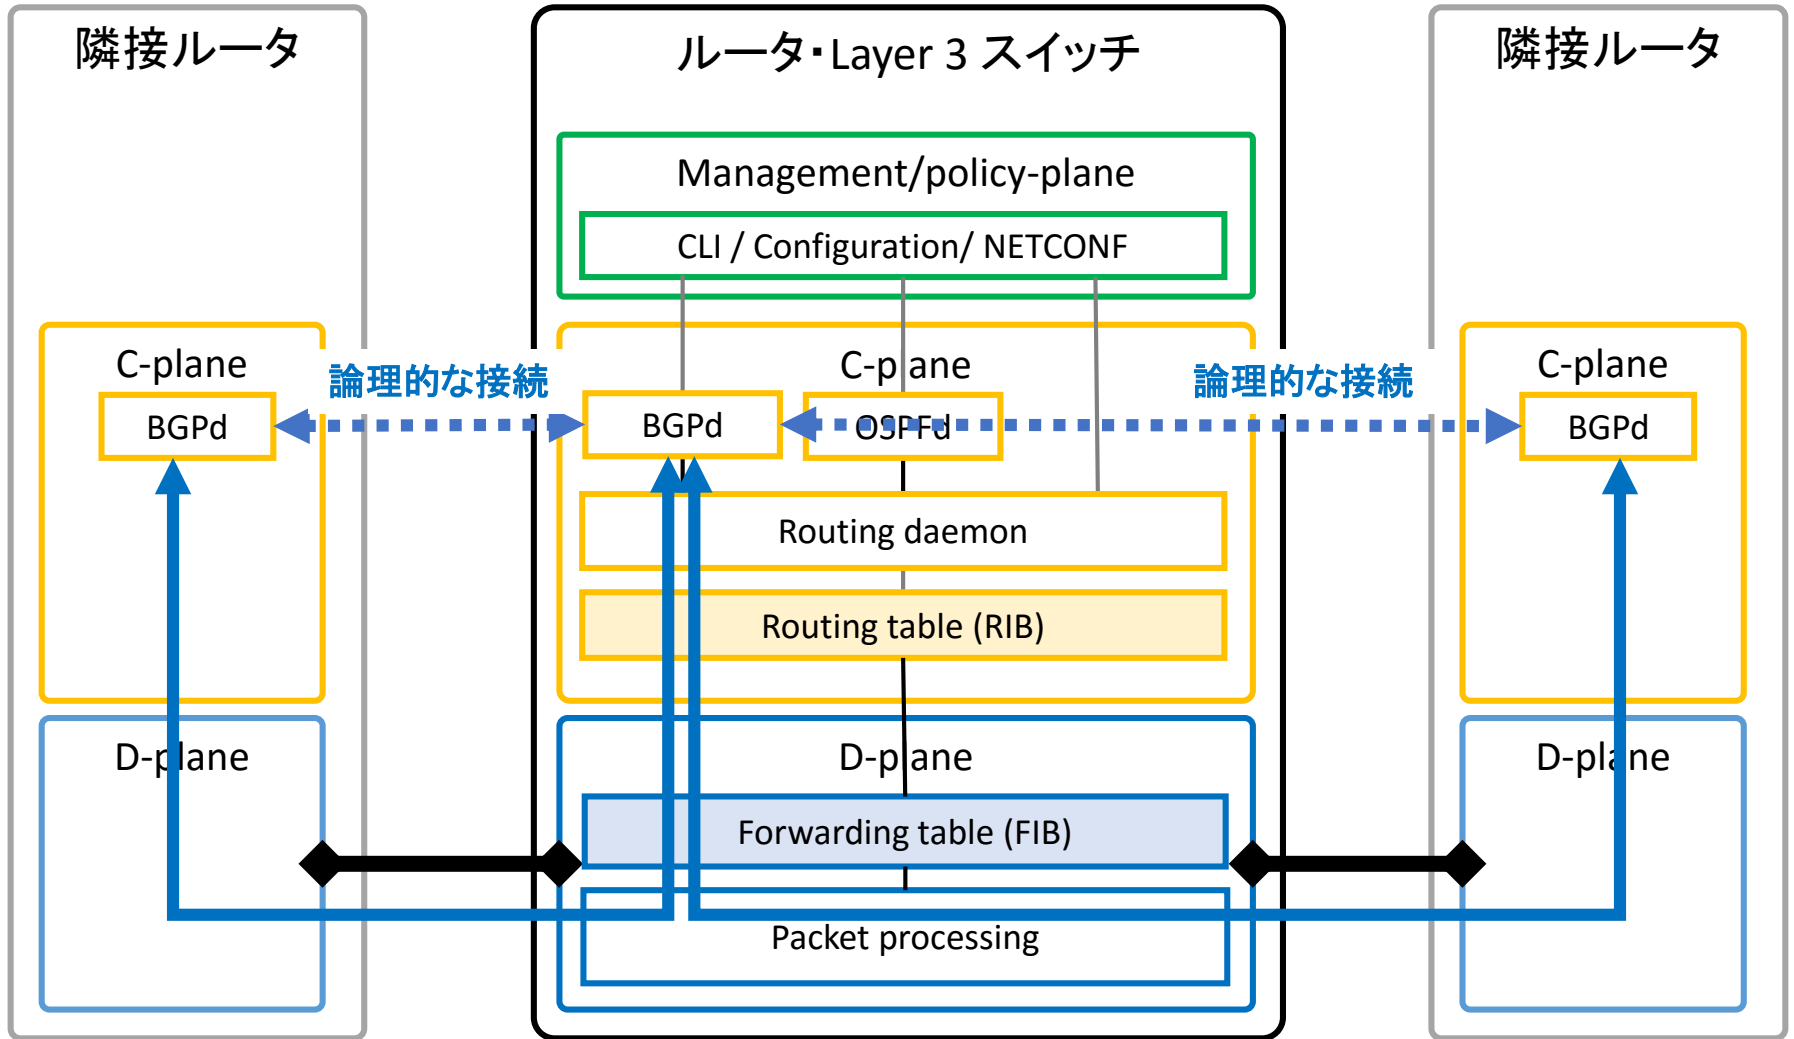 隣接ルータ
ルータ・Layer 3 スイッチ
隣接ルータ
Management/policy-plane
CLI / Configuration/ NETCONF
C-plane
論理的な接続
C-plane
論理的な接続
C-plane
BGPd
BGPd
OSPFd
BGPd
Routing daemon
Routing table (RIB)
D-plane
D-plane
D-plane
Forwarding table (FIB)
Packet processing